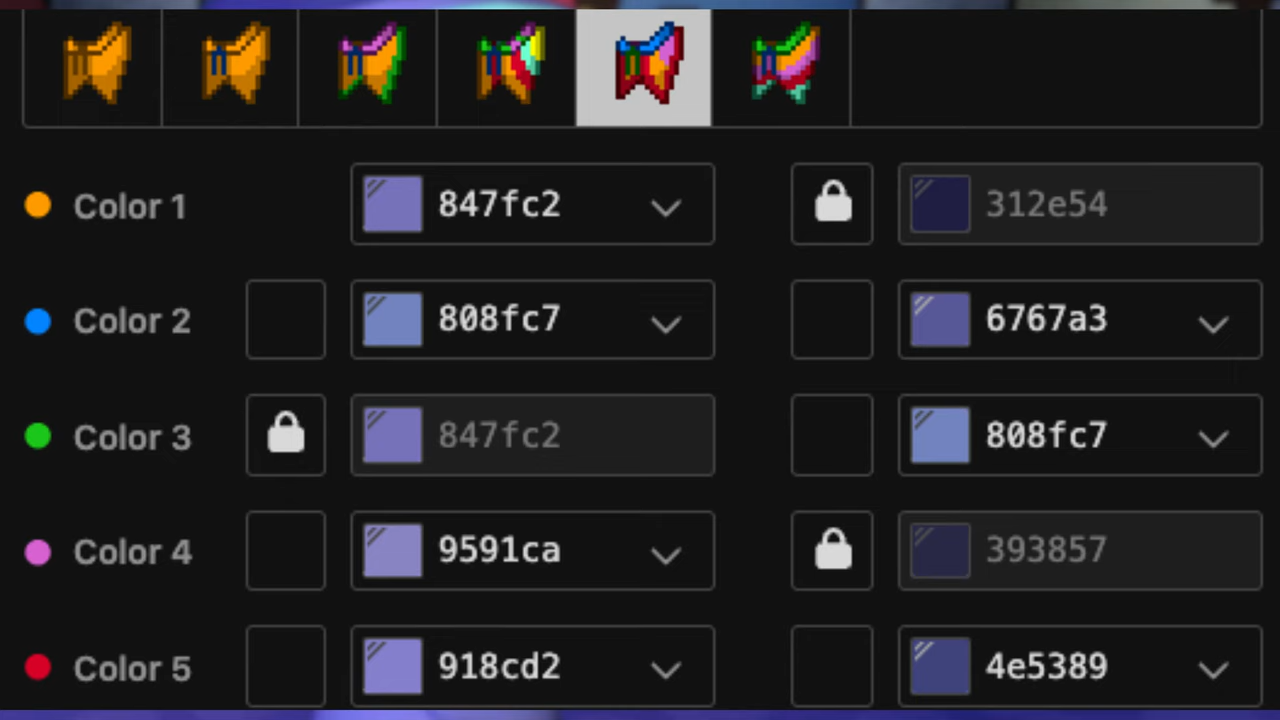 Color 1 847fc2 312e54
Color 2 808fc7 6767a3
Color 3 847fc2 808fc7
Color 4 9591ca 393857
Color 5 918cd2 4e5389